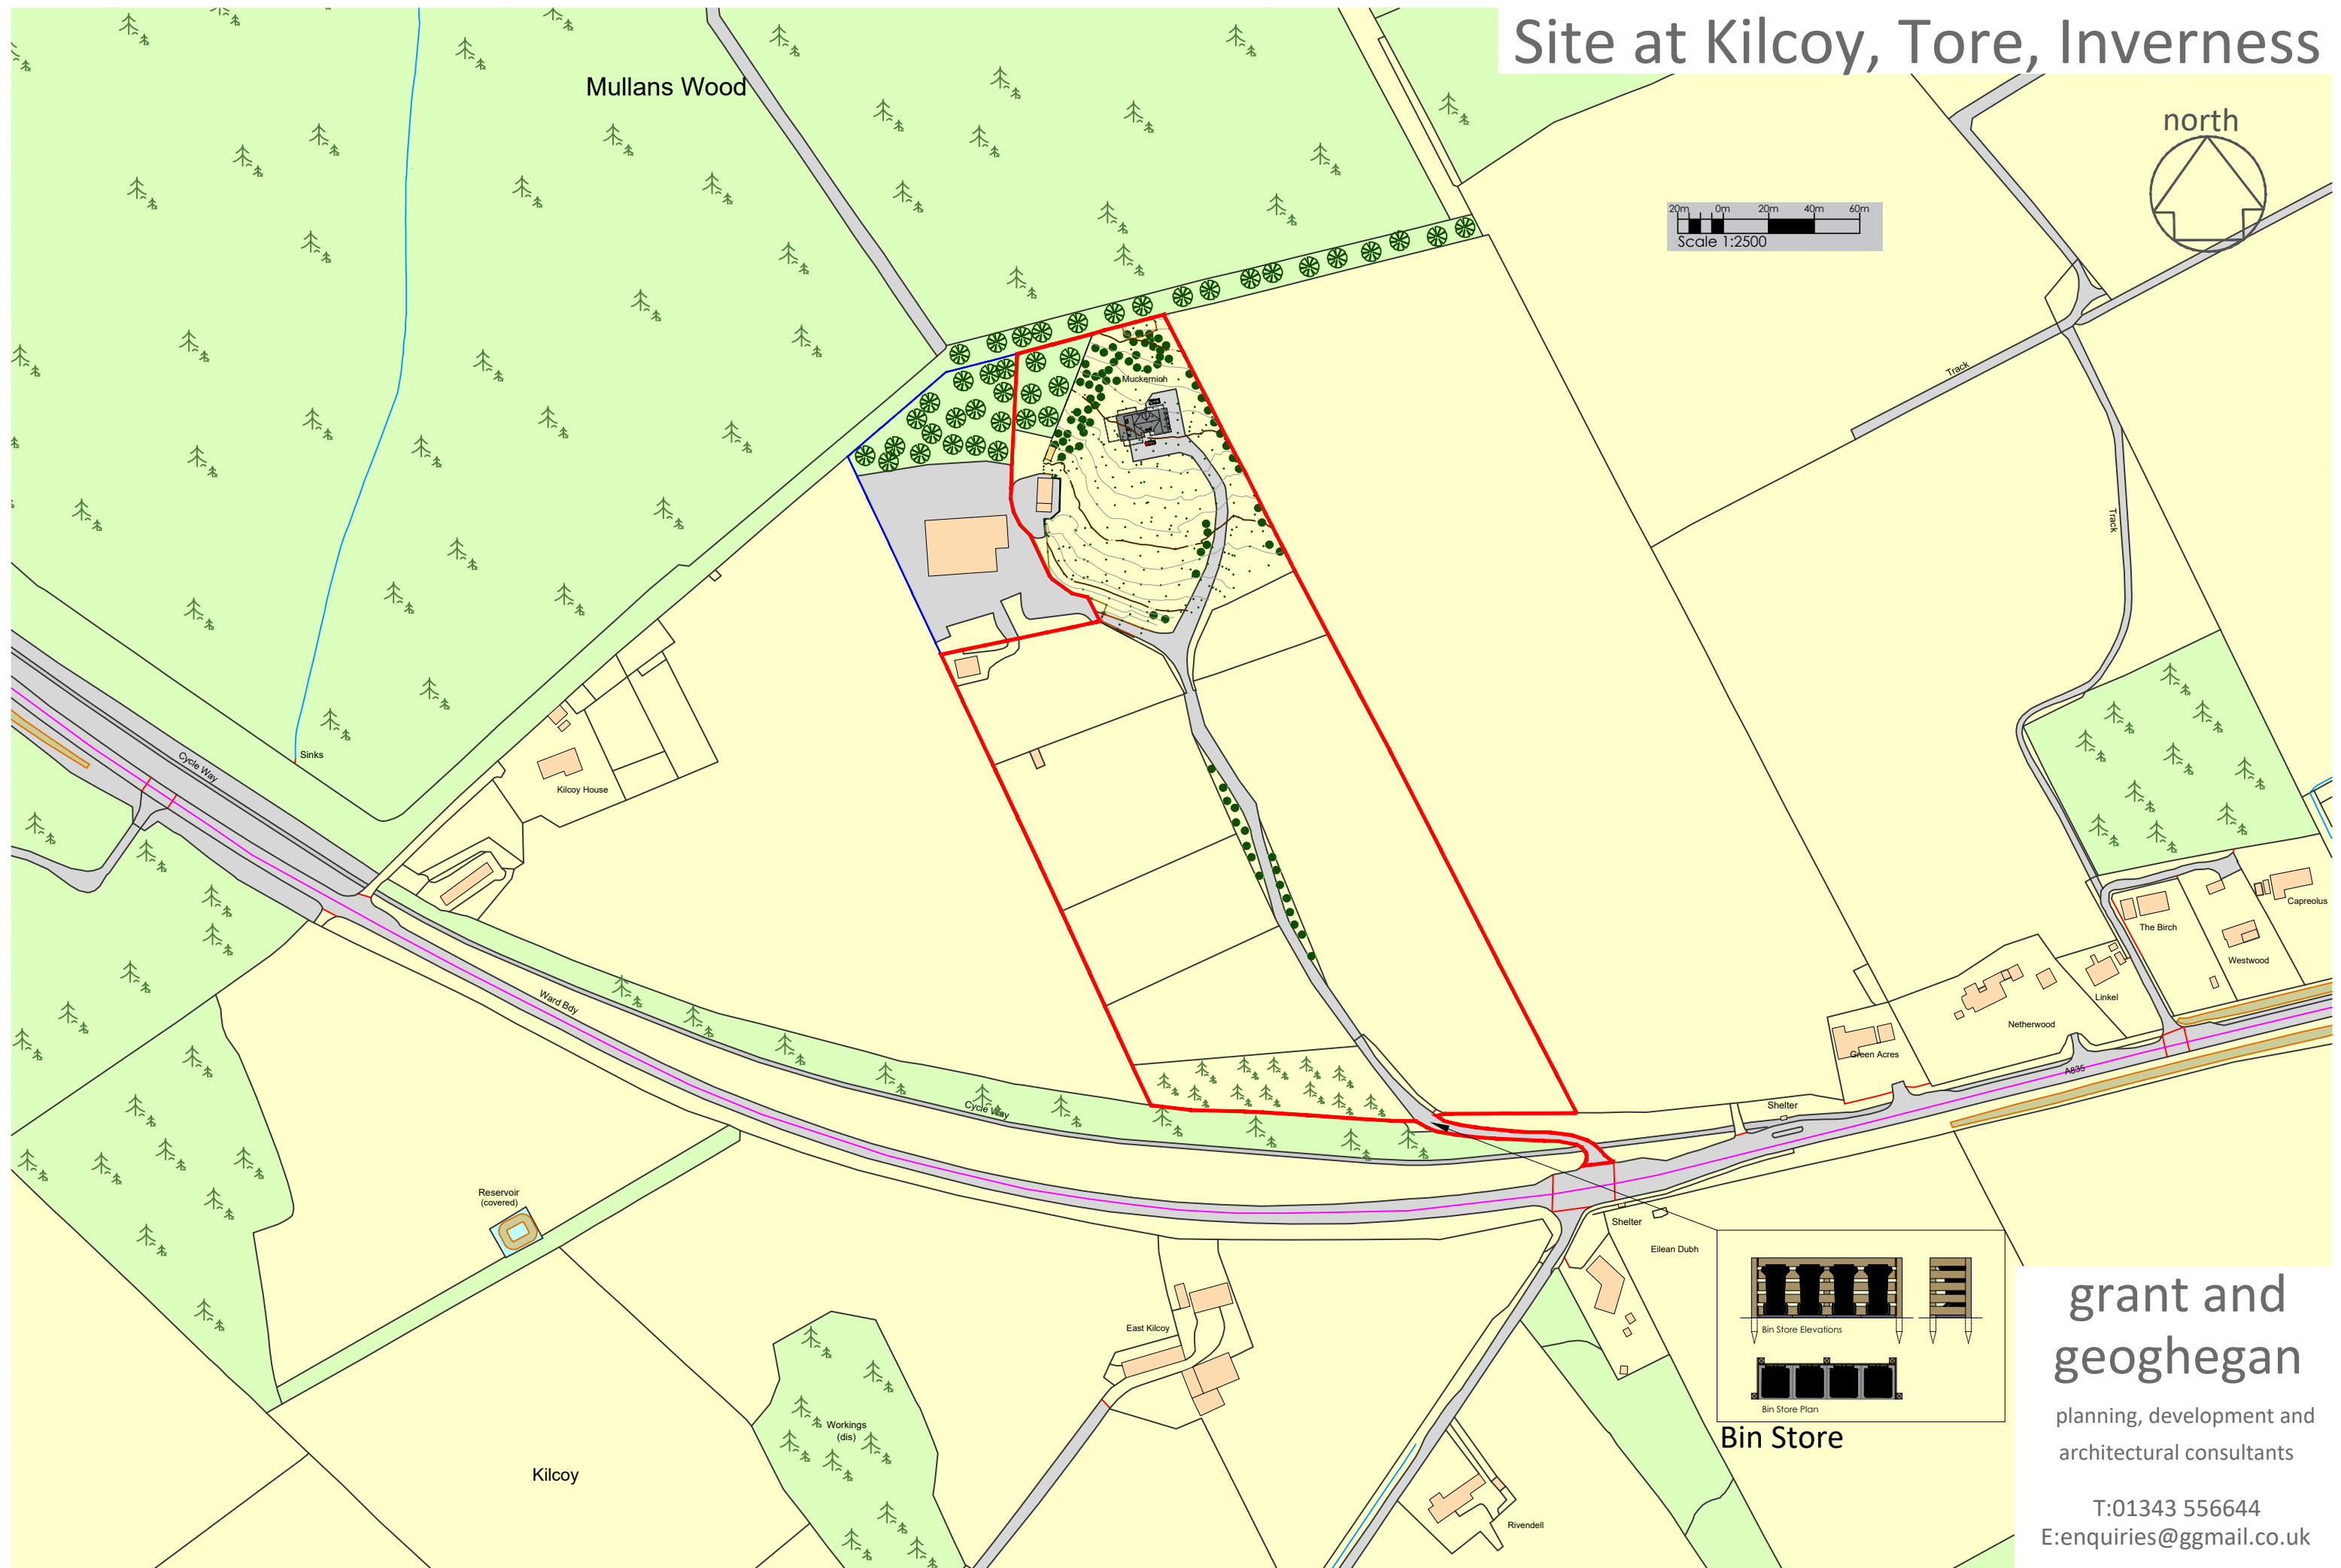 Site at Kilcoy, Tore, Inverness
Mullans Wood
north
20m 0m 20m 40m 60m
Scale 1:2500
Muckernich
Track
Track
Sinks
Cycle Way
Kilcoy House
Capreolus
The Birch
Westwood
Linkel
Netherwood
Green Acres
A835
Ward Bdy
Cycle Way
Shelter
Reservoir
(covered)
Shelter
Eilean Dubh
East Kilcoy
Bin Store Elevations
Bin Store Plan
Bin Store
Workings
(dis)
Kilcoy
Rivendell
grant and
geoghegan
planning, development and
architectural consultants
T:01343 556644
E:enquiries@ggmail.co.uk